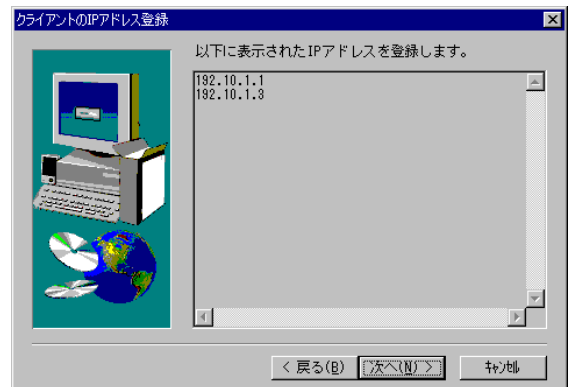 クライアントのIPアドレス登録
以下に表示されたIPアドレスを登録します。
192.10.1.1
192.10.1.3
< 戻る(B)
次へ(N) >
キャンセル